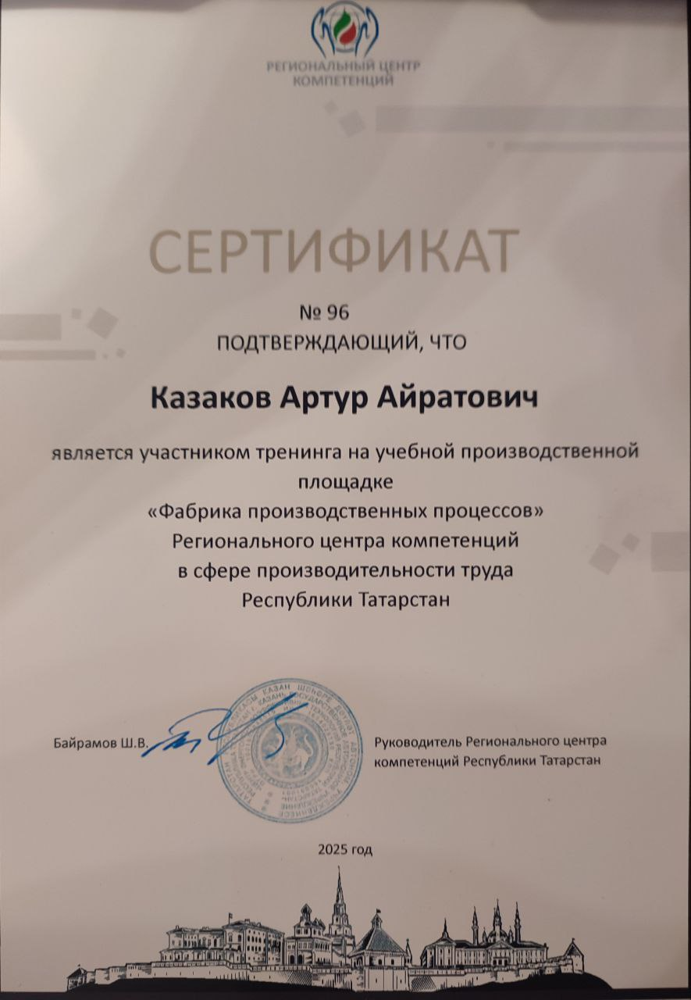 РЕГИОНАЛЬНЫЙ ЦЕНТР
КОМПЕТЕНЦИЙ
СЕРТИФИКАТ
№ 96
ПОДТВЕРЖДАЮЩИЙ, ЧТО
Казаков Артур Айратович
является участником тренинга на учебной производственной
площадке
«Фабрика производственных процессов»
Регионального центра компетенций
в сфере производительности труда
Республики Татарстан
Байрамов Ш.В.
Руководитель Регионального центра
компетенций Республики Татарстан
2025 год